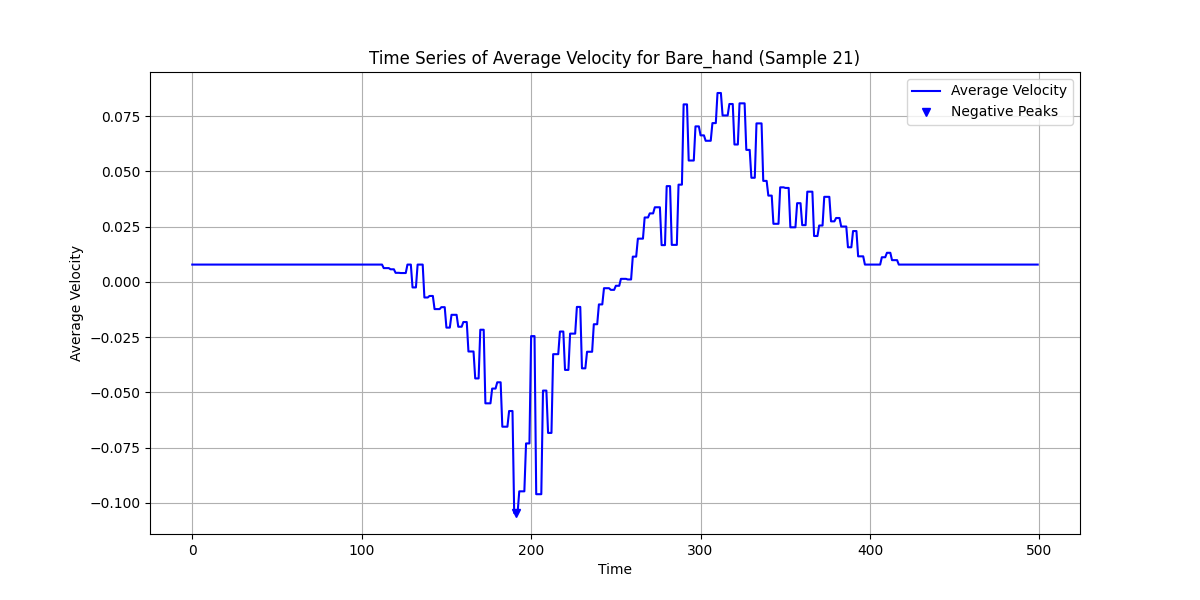 Time Series of Average Velocity for Bare_hand (Sample 21)
Average Velocity
Negative Peaks
0.075
0.050
0.025
0.000
−0.025
−0.050
−0.075
−0.100
Average Velocity
0 100 200 300 400 500
Time